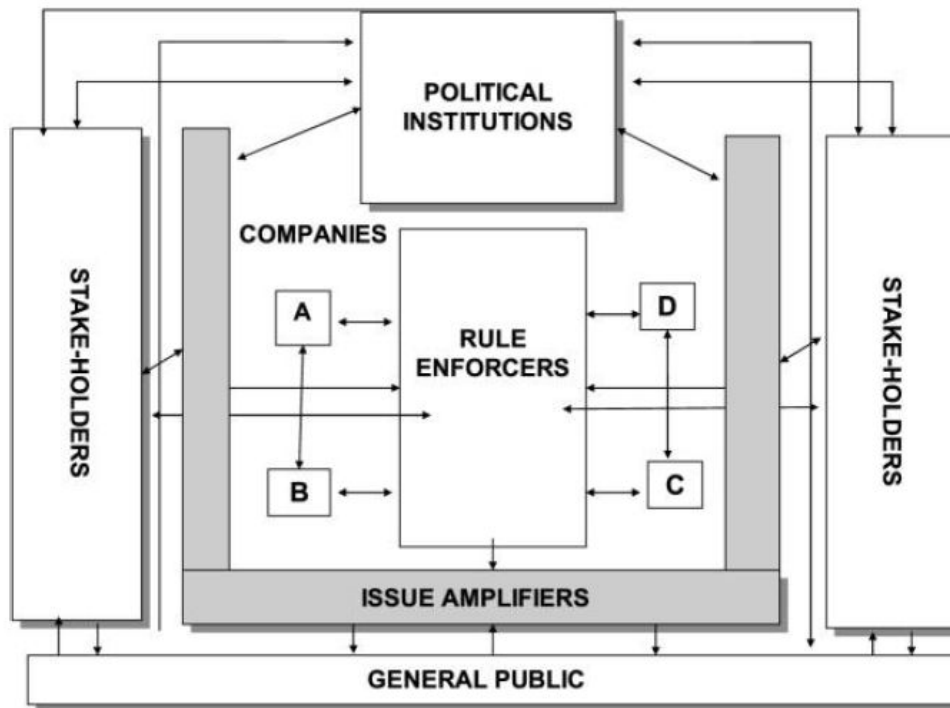 POLITICAL
INSTITUTIONS
COMPANIES
STAKE-HOLDERS
A
B
RULE
ENFORCERS
D
C
STAKE-HOLDERS
ISSUE AMPLIFIERS
GENERAL PUBLIC